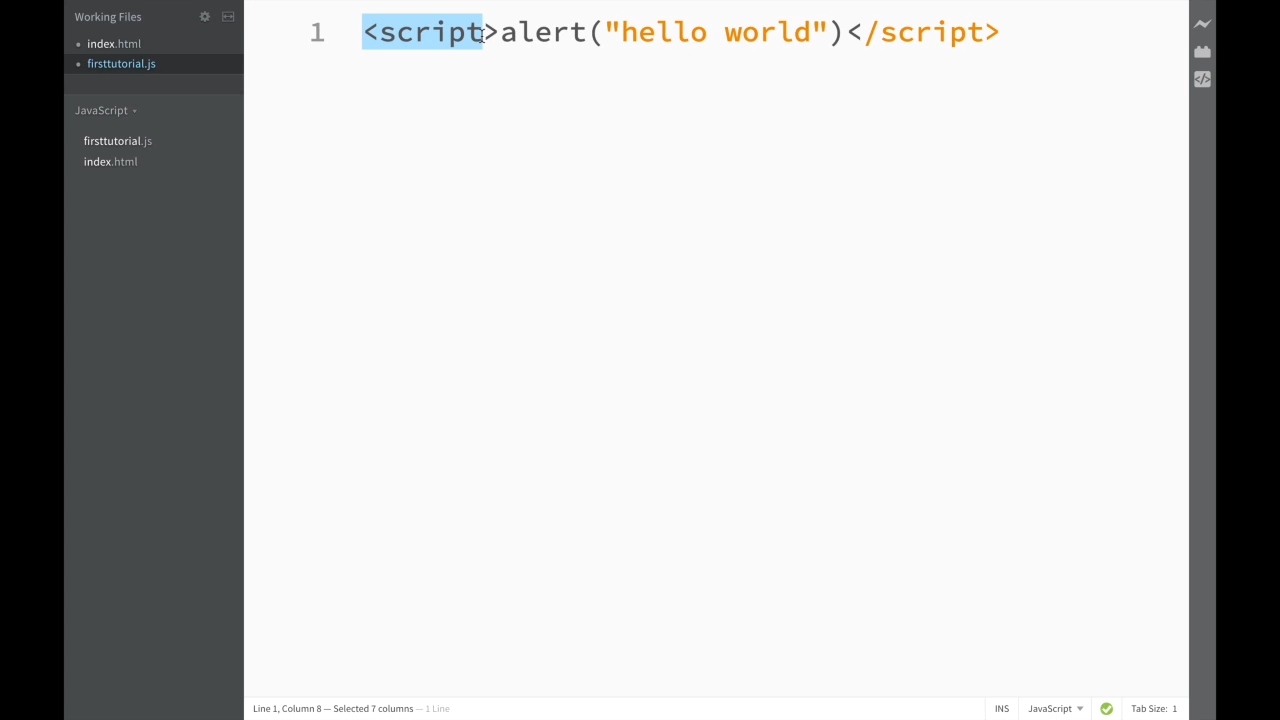 Working Files
index.html
firsttutorial.js
JavaScript
firsttutorial.js
index.html
1 <script>alert("hello world")</script>
Line 1, Column 8 — Selected 7 columns — 1 Line
INS
JavaScript
Tab Size: 1